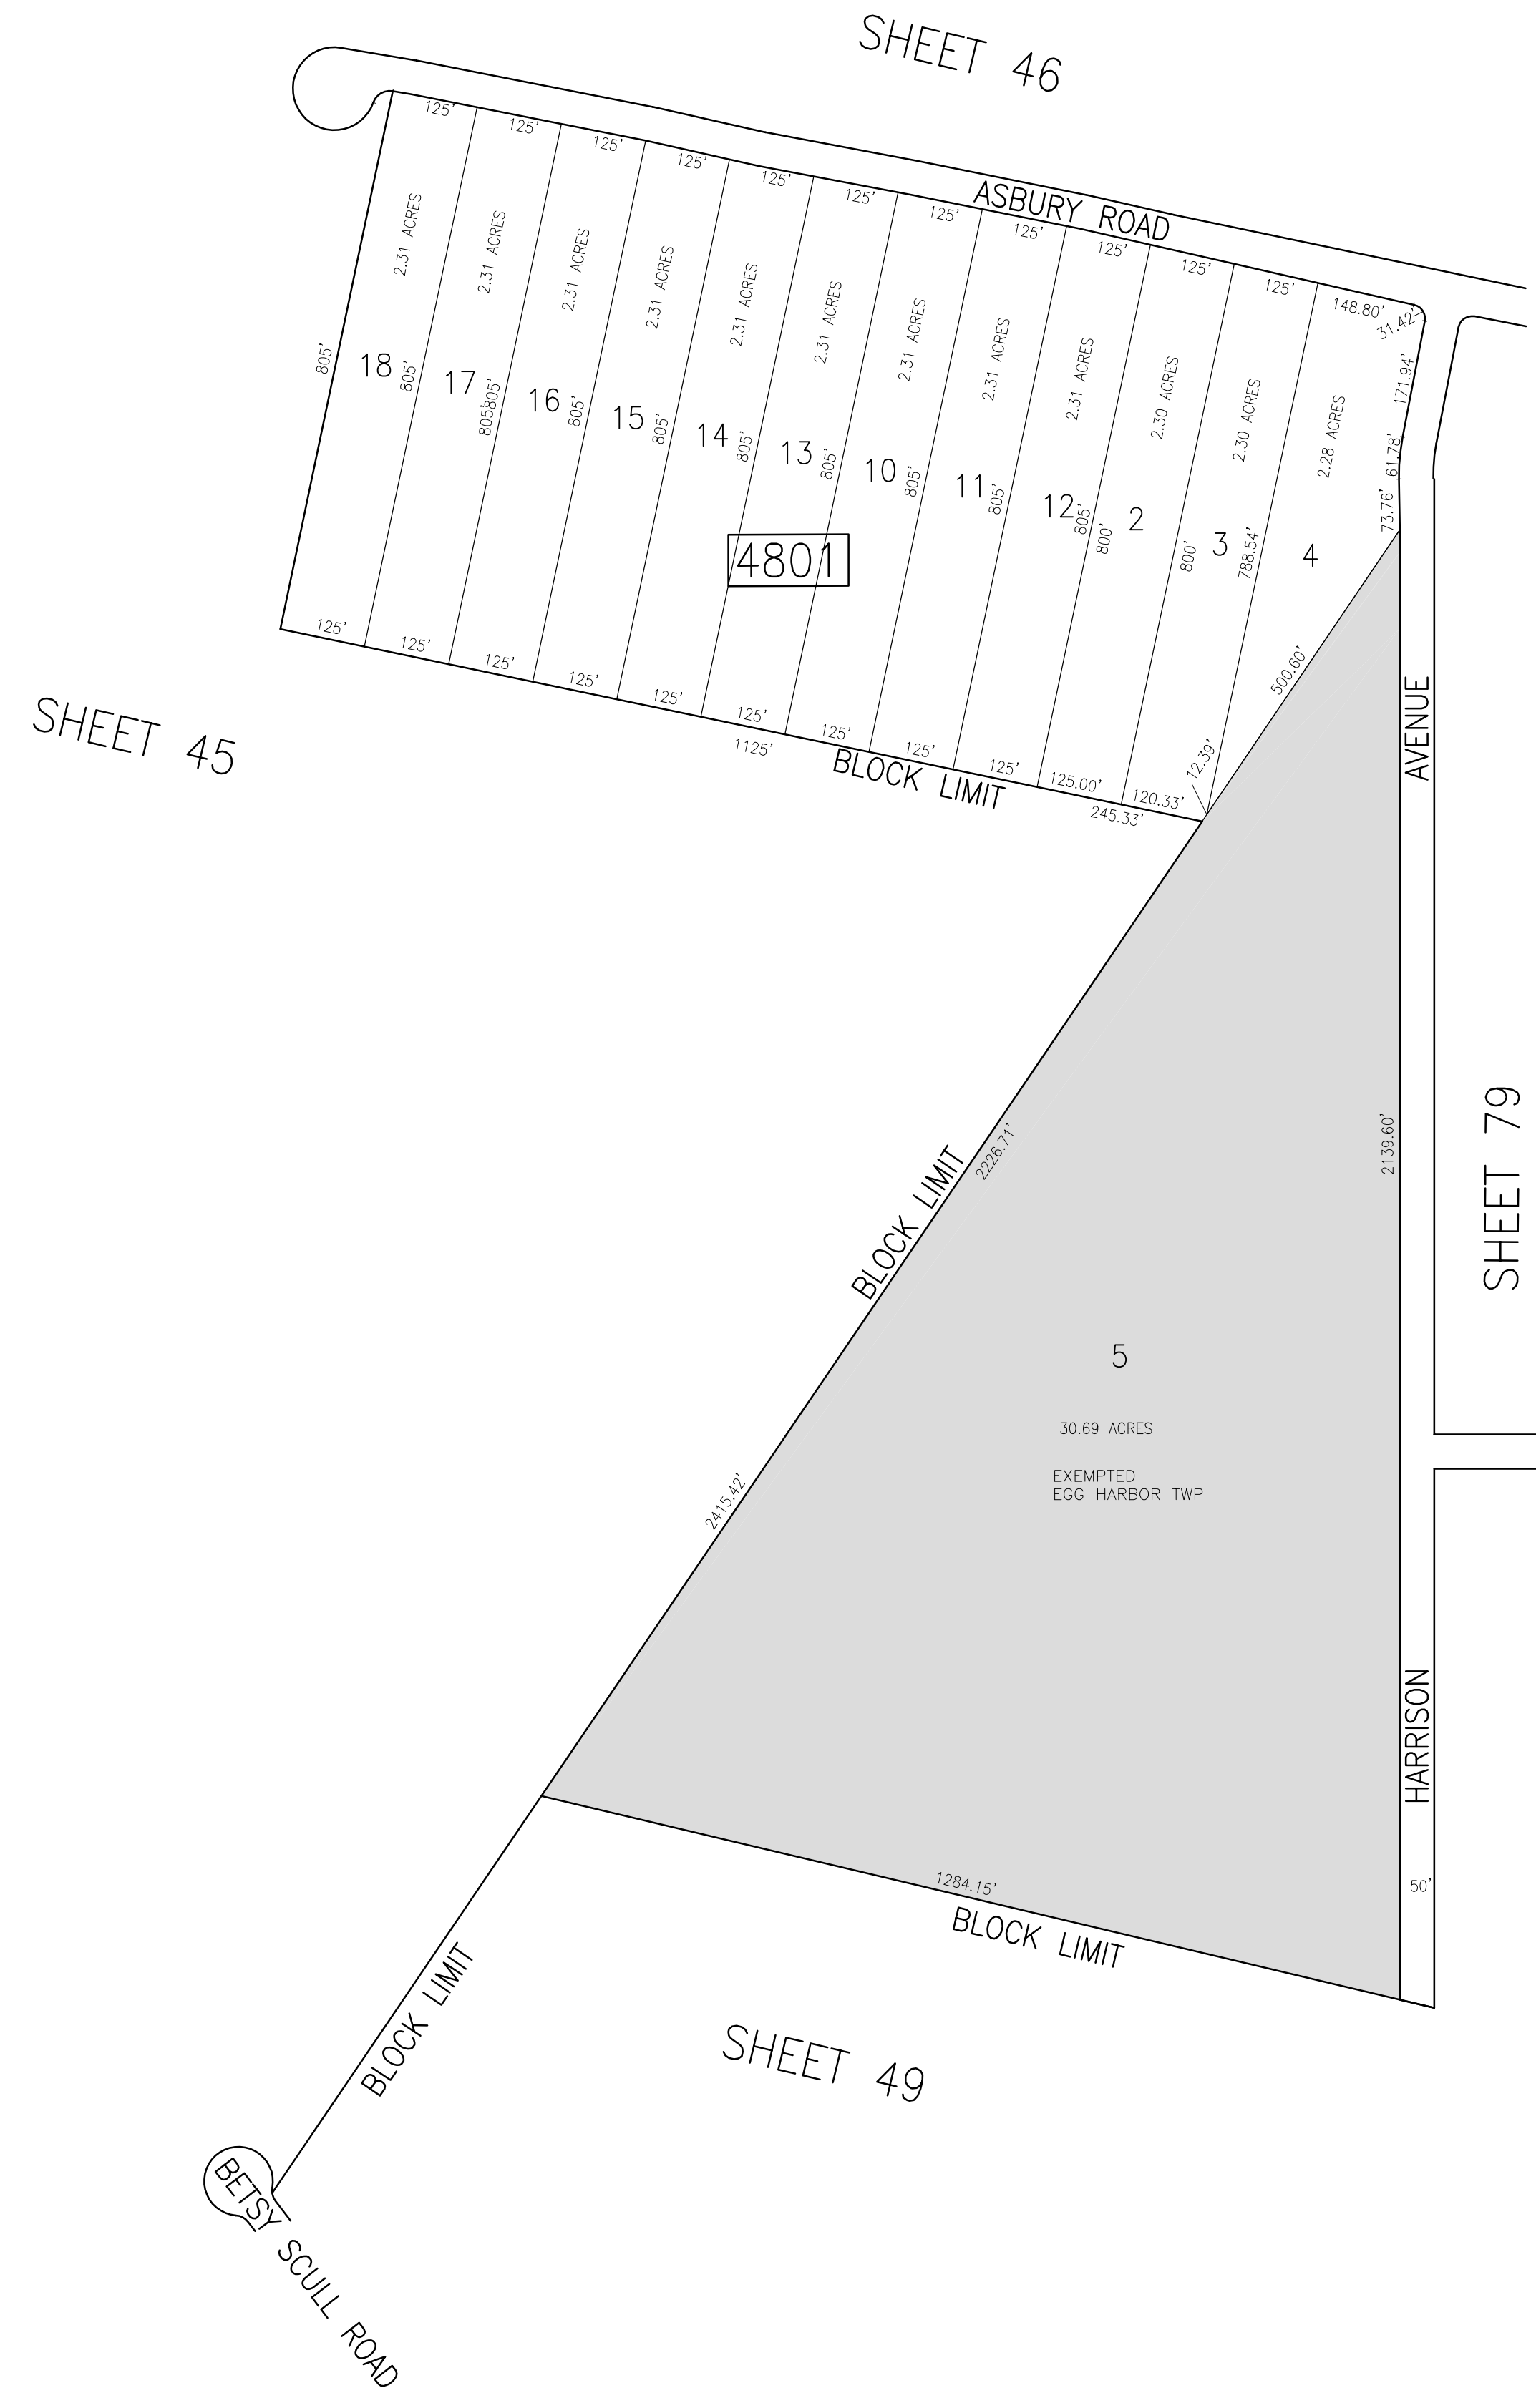 SHEET 46
125'
125'
125'
125'
125'
125'
125'
125'
125'
125'
125'
148.80'
31.42'
ASBURY ROAD
2.31 ACRES
2.31 ACRES
2.31 ACRES
2.31 ACRES
2.31 ACRES
2.31 ACRES
2.31 ACRES
2.31 ACRES
2.31 ACRES
2.30 ACRES
2.30 ACRES
2.28 ACRES
171.94'
61.78'
73.76'
805'
18
805'
17
805'
805'
16
805'
15
805'
14
805'
13
805'
10
805'
11
805'
12
805'
800'
2
800'
3
788.54'
4
4801
125'
125'
125'
125'
125'
125'
125'
125'
125'
125.00'
120.33'
12.39'
500.60'
1125'
245.33'
BLOCK LIMIT
SHEET 45
AVENUE
SHEET 79
2139.60'
2226.71'
BLOCK LIMIT
5
30.69 ACRES
EXEMPTED
EGG HARBOR TWP
2415.42'
HARRISON
50'
1284.15'
BLOCK LIMIT
BLOCK LIMIT
SHEET 49
BETSY SCULL ROAD